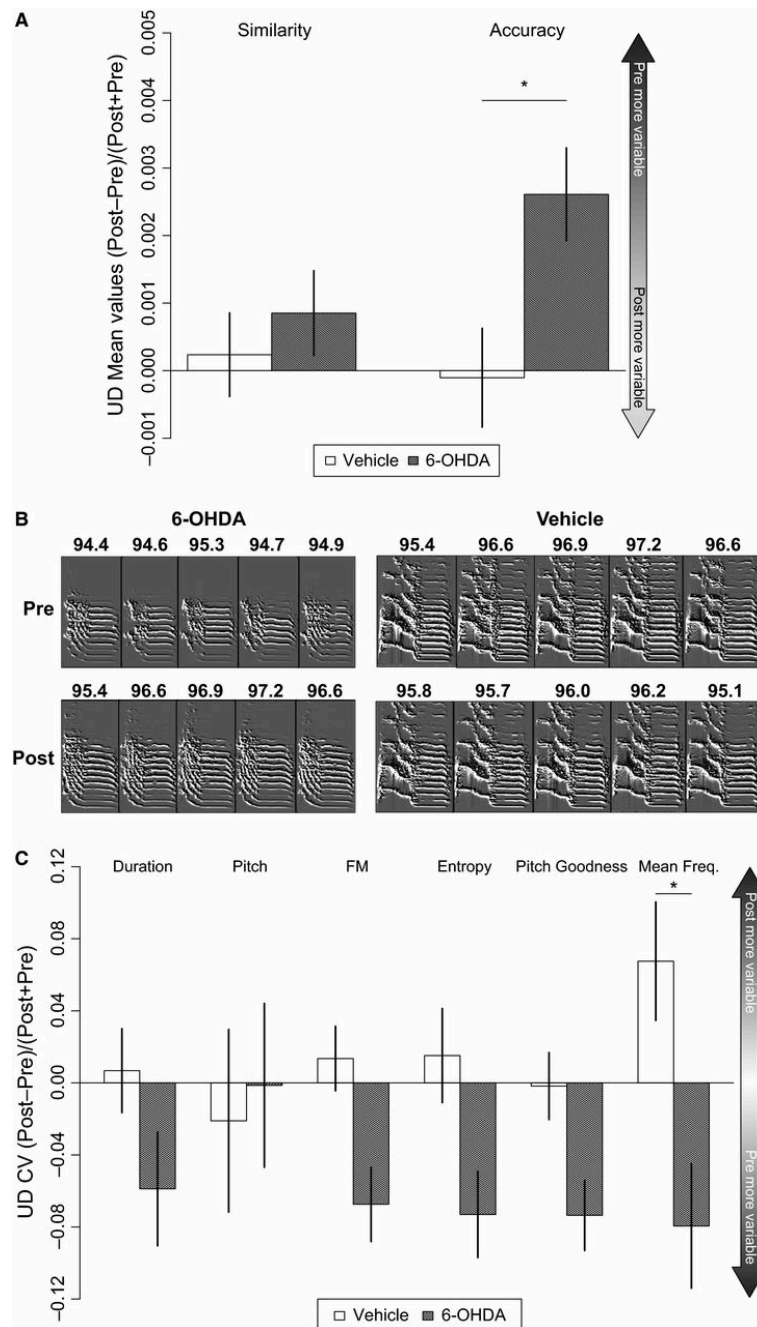 A
Similarity Accuracy
*
UD Mean values (Post–Pre)/(Post+Pre)
0.005
0.004
0.003
0.002
0.001
0.000
−0.001
Pre more variable
Post more variable
Vehicle 6-OHDA
B
6-OHDA Vehicle
94.4 94.6 95.3 94.7 94.9 95.4 96.6 96.9 97.2 96.6
Pre
95.4 96.6 96.9 97.2 96.6 95.8 95.7 96.0 96.2 95.1
Post
C
Duration Pitch FM Entropy Pitch Goodness Mean Freq.
*
UD CV (Post–Pre)/(Post+Pre)
0.12
0.08
0.04
0.00
−0.04
−0.08
−0.12
Post more variable
Pre more variable
Vehicle 6-OHDA